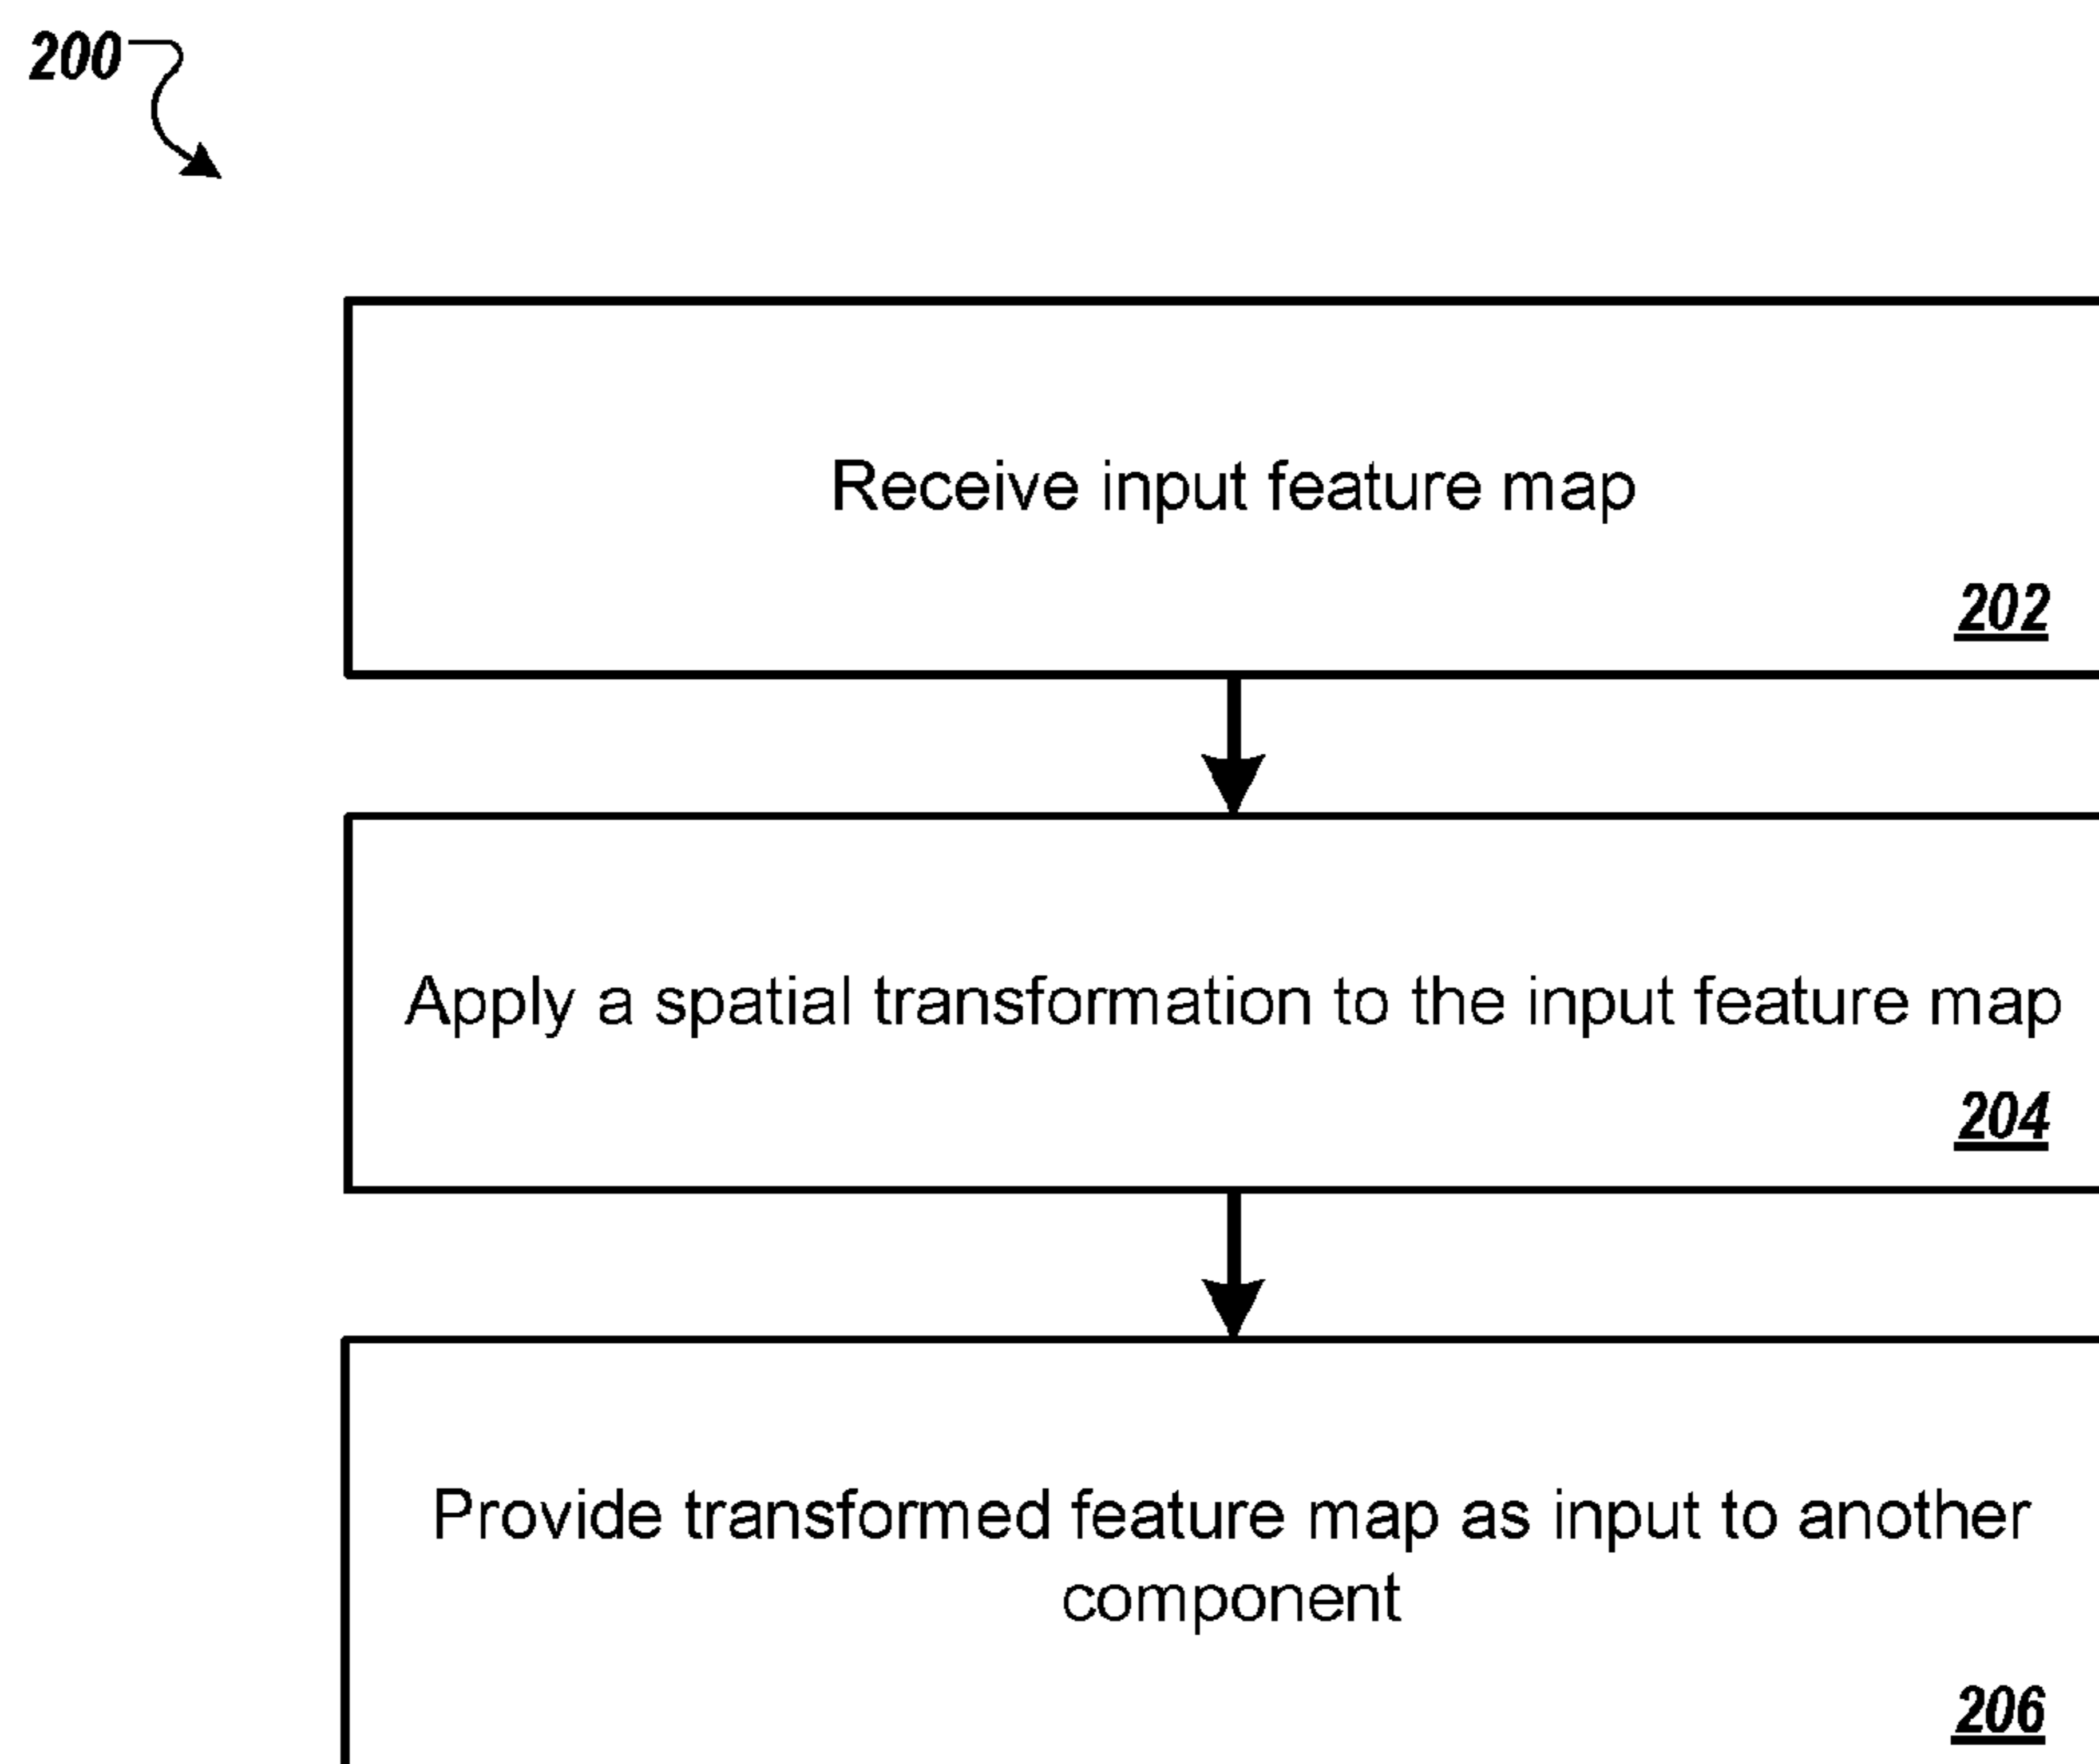 200
Receive input feature map
202
Apply a spatial transformation to the input feature map
204
Provide transformed feature map as input to another
component
206